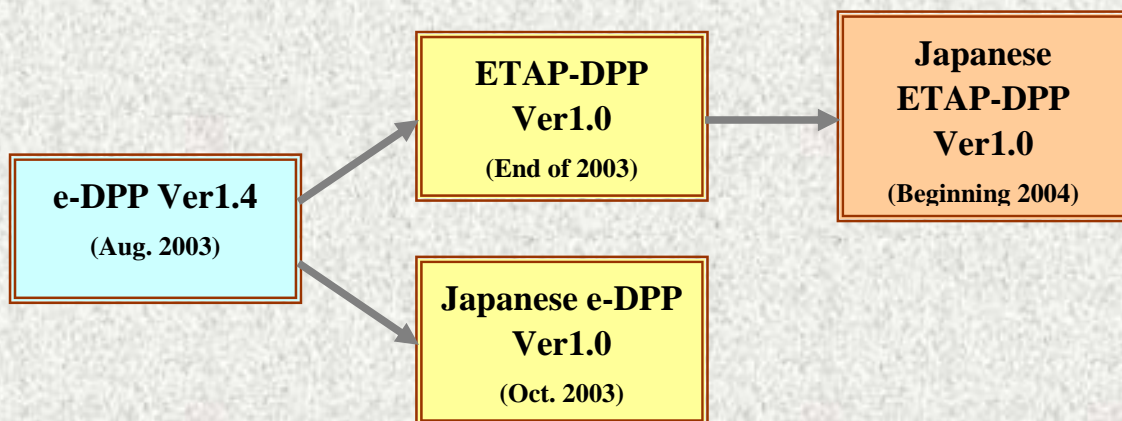 e-DPP Ver1.4
(Aug. 2003)
ETAP-DPP
Ver1.0
(End of 2003)
Japanese e-DPP
Ver1.0
(Oct. 2003)
Japanese
ETAP-DPP
Ver1.0
(Beginning 2004)